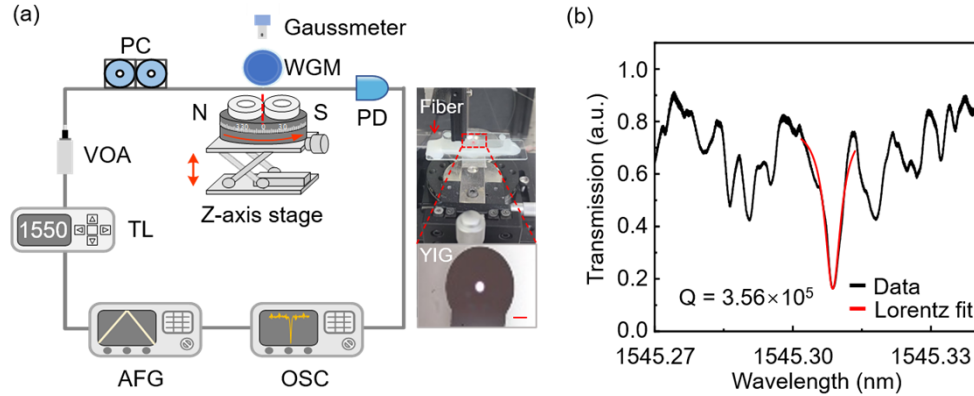 (a)
Gaussmeter
PC
WGM
N
S
PD
Fiber
VOA
Z-axis stage
1550
TL
YIG
AFG
OSC
(b)
Transmission (a.u.)
1.0
0.8
0.6
0.4
0.2
0.0
Q = 3.56×10⁵
Data
Lorentz fit
1545.27
1545.30
1545.33
Wavelength (nm)